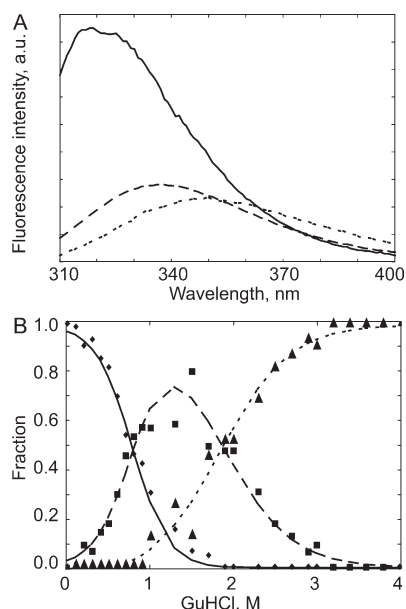 A
Fluorescence intensity, a.u.
310 340 370 400
Wavelength, nm
B
Fraction
1.0
0.8
0.6
0.4
0.2
0.0
0 1 2 3 4
GuHCl, M